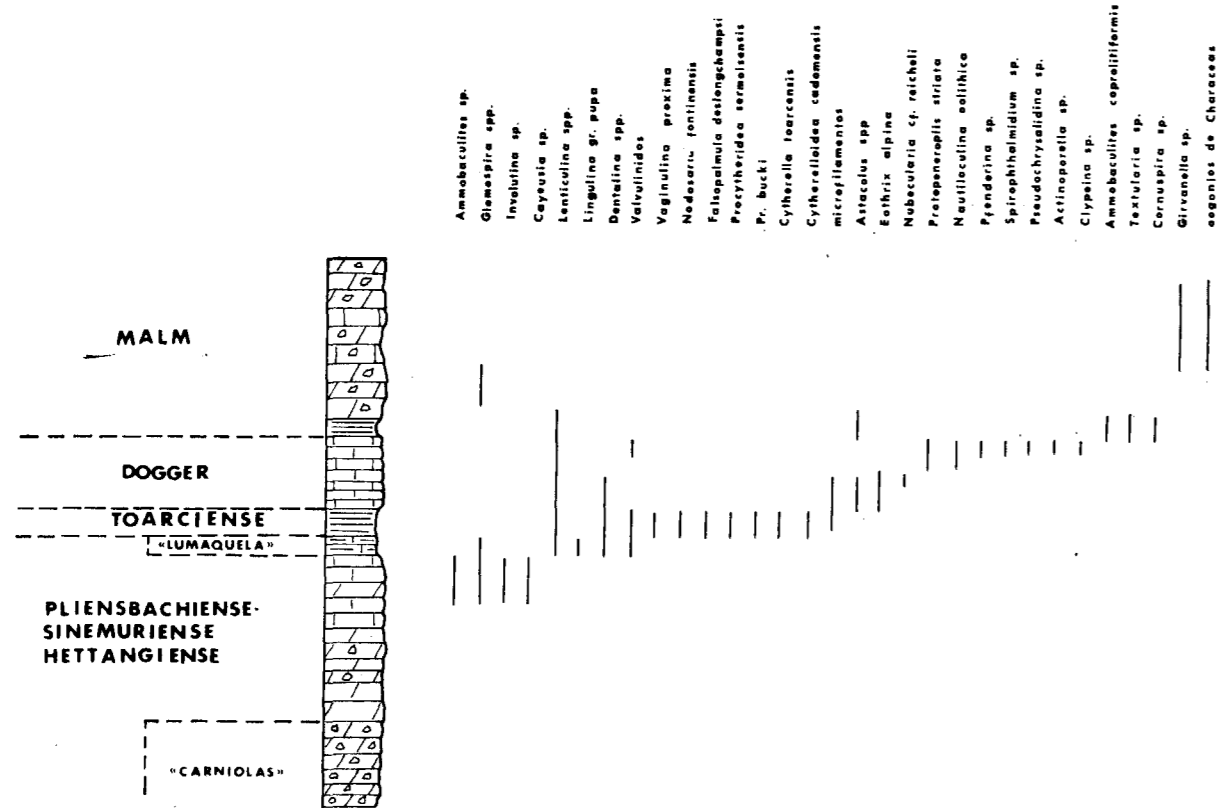 Ammobaculites sp.
Glomospira spp.
Involutina sp.
Cayeusia sp.
Lenticulina spp.
Lingulina gr. pupa
Dentalina spp.
Valvulinidos
Vaginulina proxima
Nodosaria fontinensis
Falsopalmula deslongchampsi
Procytheridea sermoisensis
Pr. bucki
Cytherella toarcensis
Cytherelloidea cadomensis
microfilamentos
Astacolus spp
Eothrix alpina
Nubecularia cf. reicheli
Protopeneroplis striata
Nautiloculina oolithica
Pfenderina sp.
Spirophthalmidium sp.
Pseudochrysalidina sp.
Actinoporella sp.
Clypeina sp.
Ammobaculites coprolitiformis
Textularia sp.
Cornuspira sp.
Girvanella sp.
oogonios de Characeas
MALM
DOGGER
TOARCIENSE
«LUMAQUELA»
PLIENSBACHIENSE-
SINEMURIENSE
HETTANGIENSE
«CARNIOLAS»